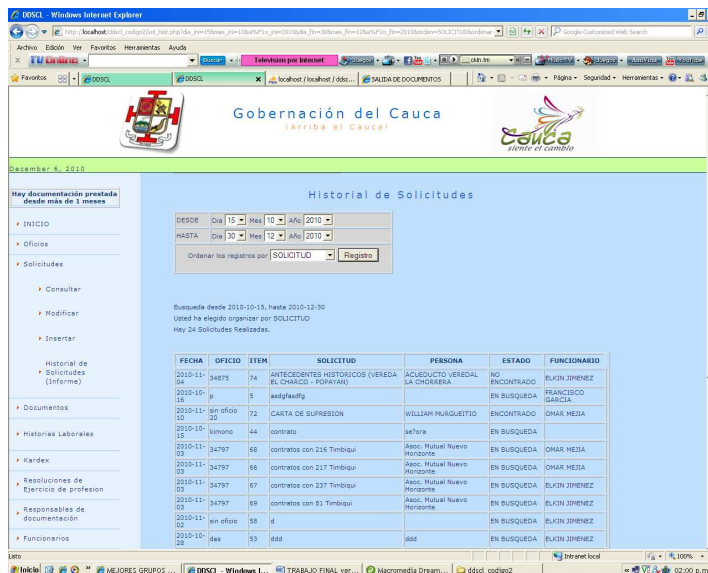 DDSCL - Windows Internet Explorer
Archivo Edición Ver Favoritos Herramientas Ayuda
Buscar
Televisión por Internet
Favoritos
DDSCL
DDSCL
localhost / localhost / ddsc...
SALIDA DE DOCUMENTOS
Página Seguridad Herramientas
Gobernación del Cauca
¡Arriba el Cauca!
Cauca
siente el cambio
December 6, 2010
Hay documentación prestada
desde más de 1 meses
INICIO
Oficios
Solicitudes
Consultar
Modificar
Insertar
Historial de
Solicitudes
(Informe)
Documentos
Historias Laborales
Kardex
Resoluciones de
Ejercicio de profesion
Responsables de
documentación
Funcionarios
Historial de Solicitudes
DESDE Dia 15 Mes 10 Año 2010
HASTA Dia 30 Mes 12 Año 2010
Ordenar los registros por SOLICITUD Registro
Busqueda desde 2010-10-15, hasta 2010-12-30
Usted ha elegido organizar por SOLICITUD
Hay 24 Solicitudes Realizadas.
FECHA OFICIO ITEM SOLICITUD PERSONA ESTADO FUNCIONARIO
2010-11-04 34875 74 ANTECEDENTES HISTORICOS (VEREDA EL CHARCO - POPAYAN) ACUEDUCTO VEREDAL LA CHORRERA NO ENCONTRADO ELKIN JIMENEZ
2010-10-16 p 5 asdgfasdfg EN BUSQUEDA FRANCISCO GARCIA
2010-11-10 sin oficio 20 72 CARTA DE SUPRESION WILLIAM MURGUEITIO ENCONTRADO OMAR MEJIA
2010-10-15 kimono 44 contrato se?ora EN BUSQUEDA
2010-11-03 34797 68 contratos con 216 Timbiqui Asoc. Mutual Nuevo Horizonte EN BUSQUEDA OMAR MEJIA
2010-11-03 34797 66 contratos con 217 Timbiqui Asoc. Mutual Nuevo Horizonte EN BUSQUEDA OMAR MEJIA
2010-11-03 34797 67 contratos con 237 Timbiqui Asoc. Mutual Nuevo Horizonte EN BUSQUEDA ELKIN JIMENEZ
2010-11-03 34797 69 contratos con 81 Timbiqui Asoc. Mutual Nuevo Horizonte EN BUSQUEDA ELKIN JIMENEZ
2010-11-02 sin oficio 58 d EN BUSQUEDA ELKIN JIMENEZ
2010-10-28 des 53 ddd ddd EN BUSQUEDA ELKIN JIMENEZ
Listo Intranet local 100%
Inicio MEJORES GRUPOS ... DDSCL - Windows I... TRABAJO FINAL ver... Macromedia Dream... ddscl_codigo2 02:00 p.m.